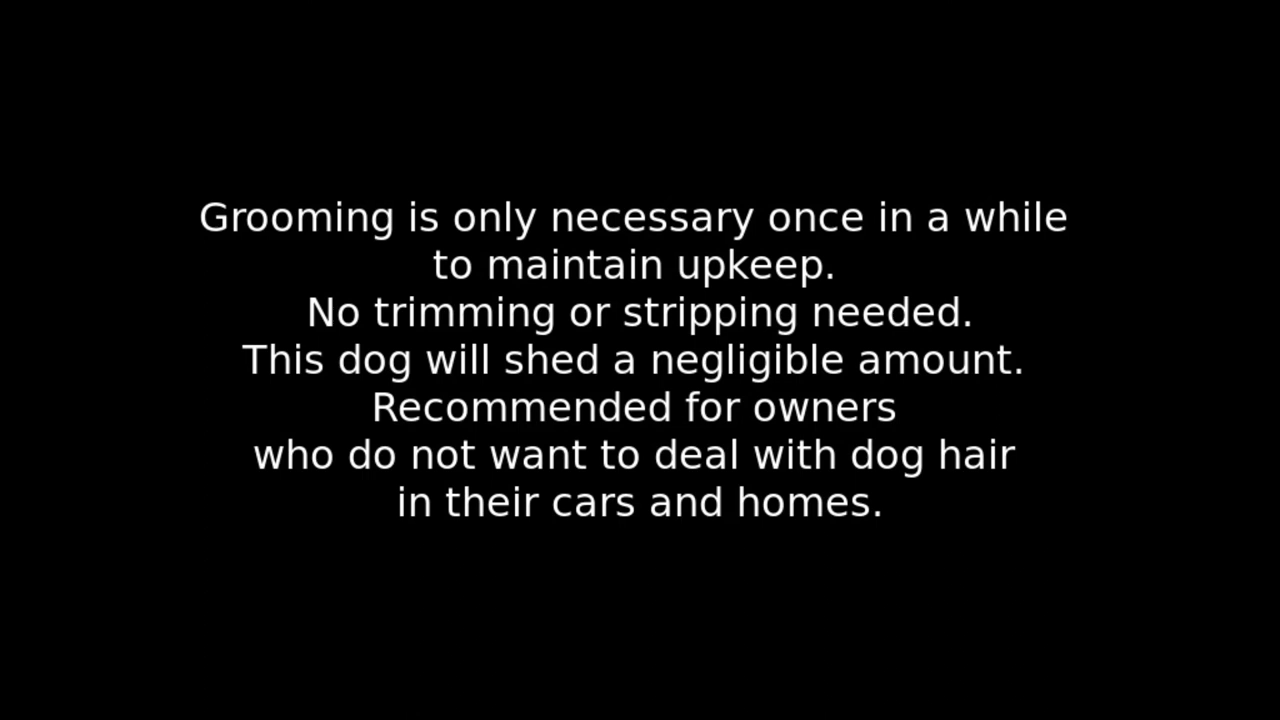 Grooming is only necessary once in a while
to maintain upkeep.
No trimming or stripping needed.
This dog will shed a negligible amount.
Recommended for owners
who do not want to deal with dog hair
in their cars and homes.